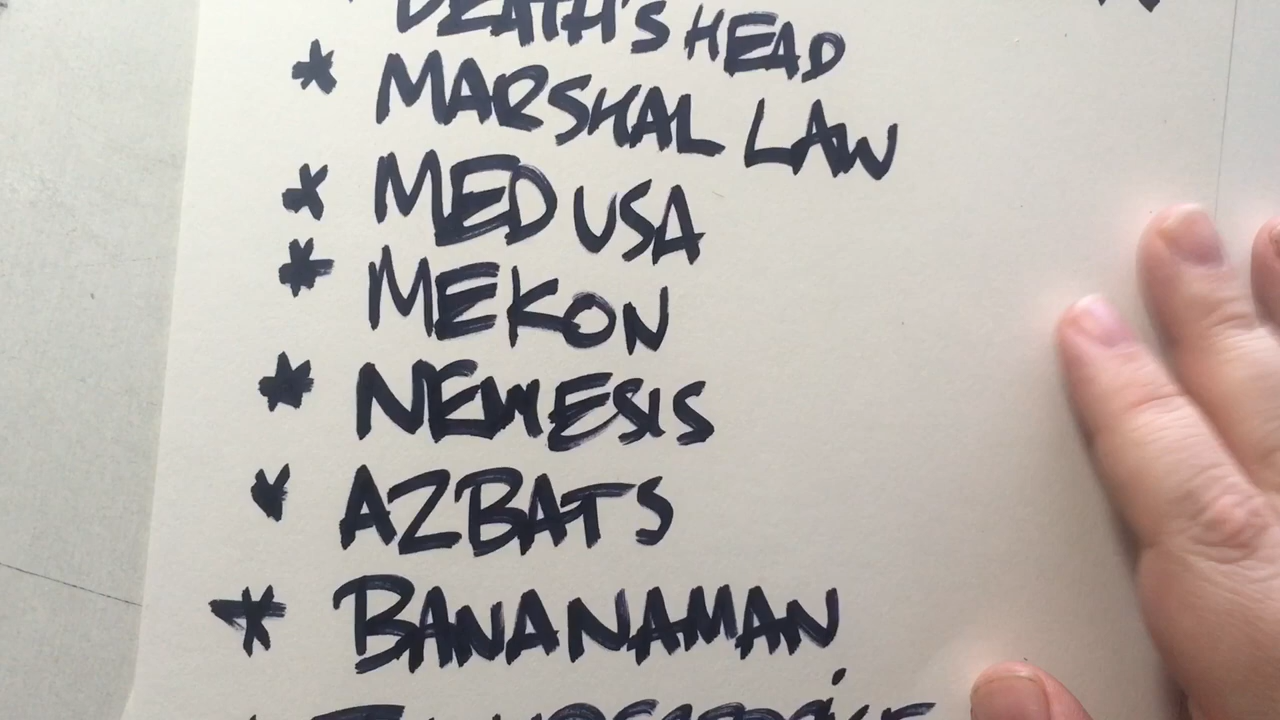 DEATH'S HEAD
* MARSHAL LAW
* MEDUSA
* MEKON
* NEMESIS
* AZBATS
* BANANAMAN